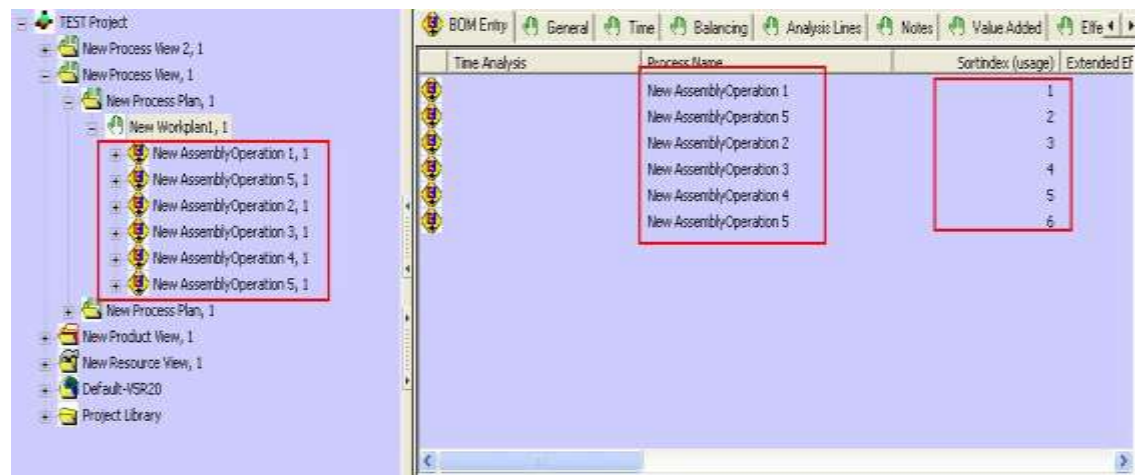 TEST Project
New Process View 2, 1
New Process View, 1
New Process Plan, 1
New Workplan1, 1
New AssemblyOperation 1, 1
New AssemblyOperation 5, 1
New AssemblyOperation 2, 1
New AssemblyOperation 3, 1
New AssemblyOperation 4, 1
New AssemblyOperation 5, 1
New Process Plan, 1
New Product View, 1
New Resource View, 1
Default-V5R20
Project Library
BOM Entry General Time Balancing Analysis Lines Notes Value Added Effe
Time Analysis Process Name Sortindex (usage) Extended Ef
New AssemblyOperation 1 1
New AssemblyOperation 5 2
New AssemblyOperation 2 3
New AssemblyOperation 3 4
New AssemblyOperation 4 5
New AssemblyOperation 5 6